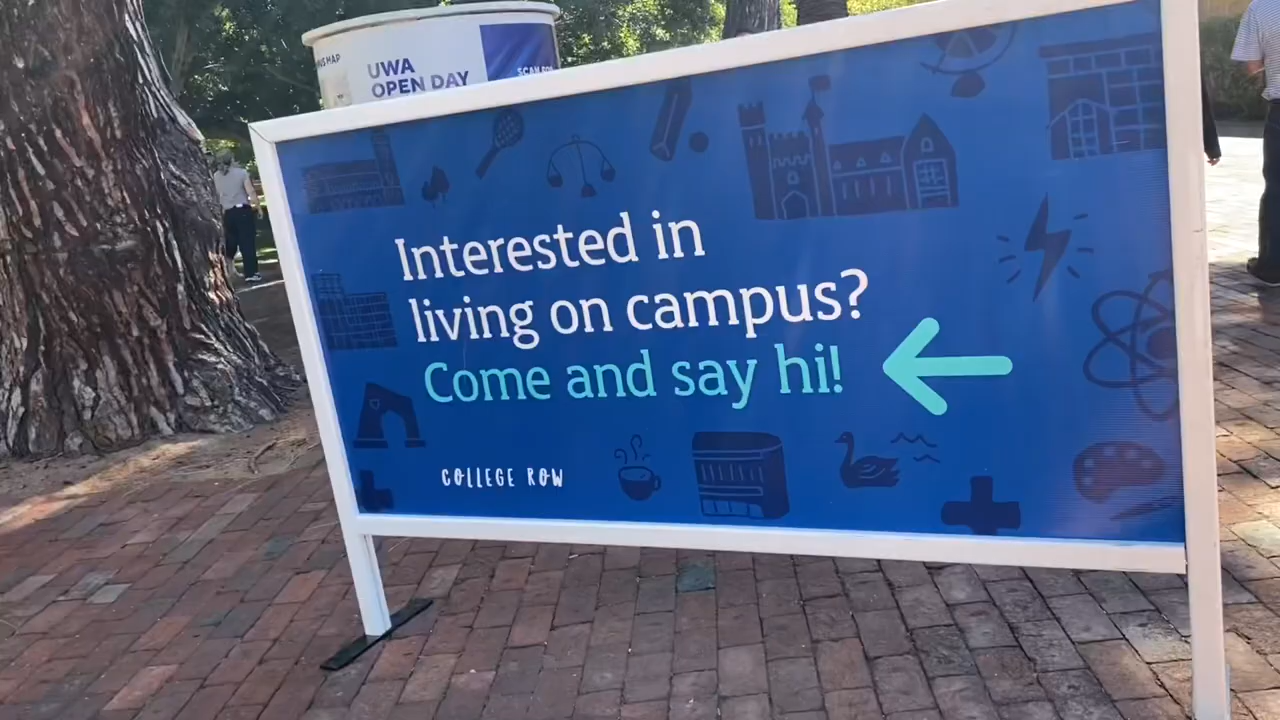 UWA
OPEN DAY
Interested in
living on campus?
Come and say hi!
COLLEGE ROW